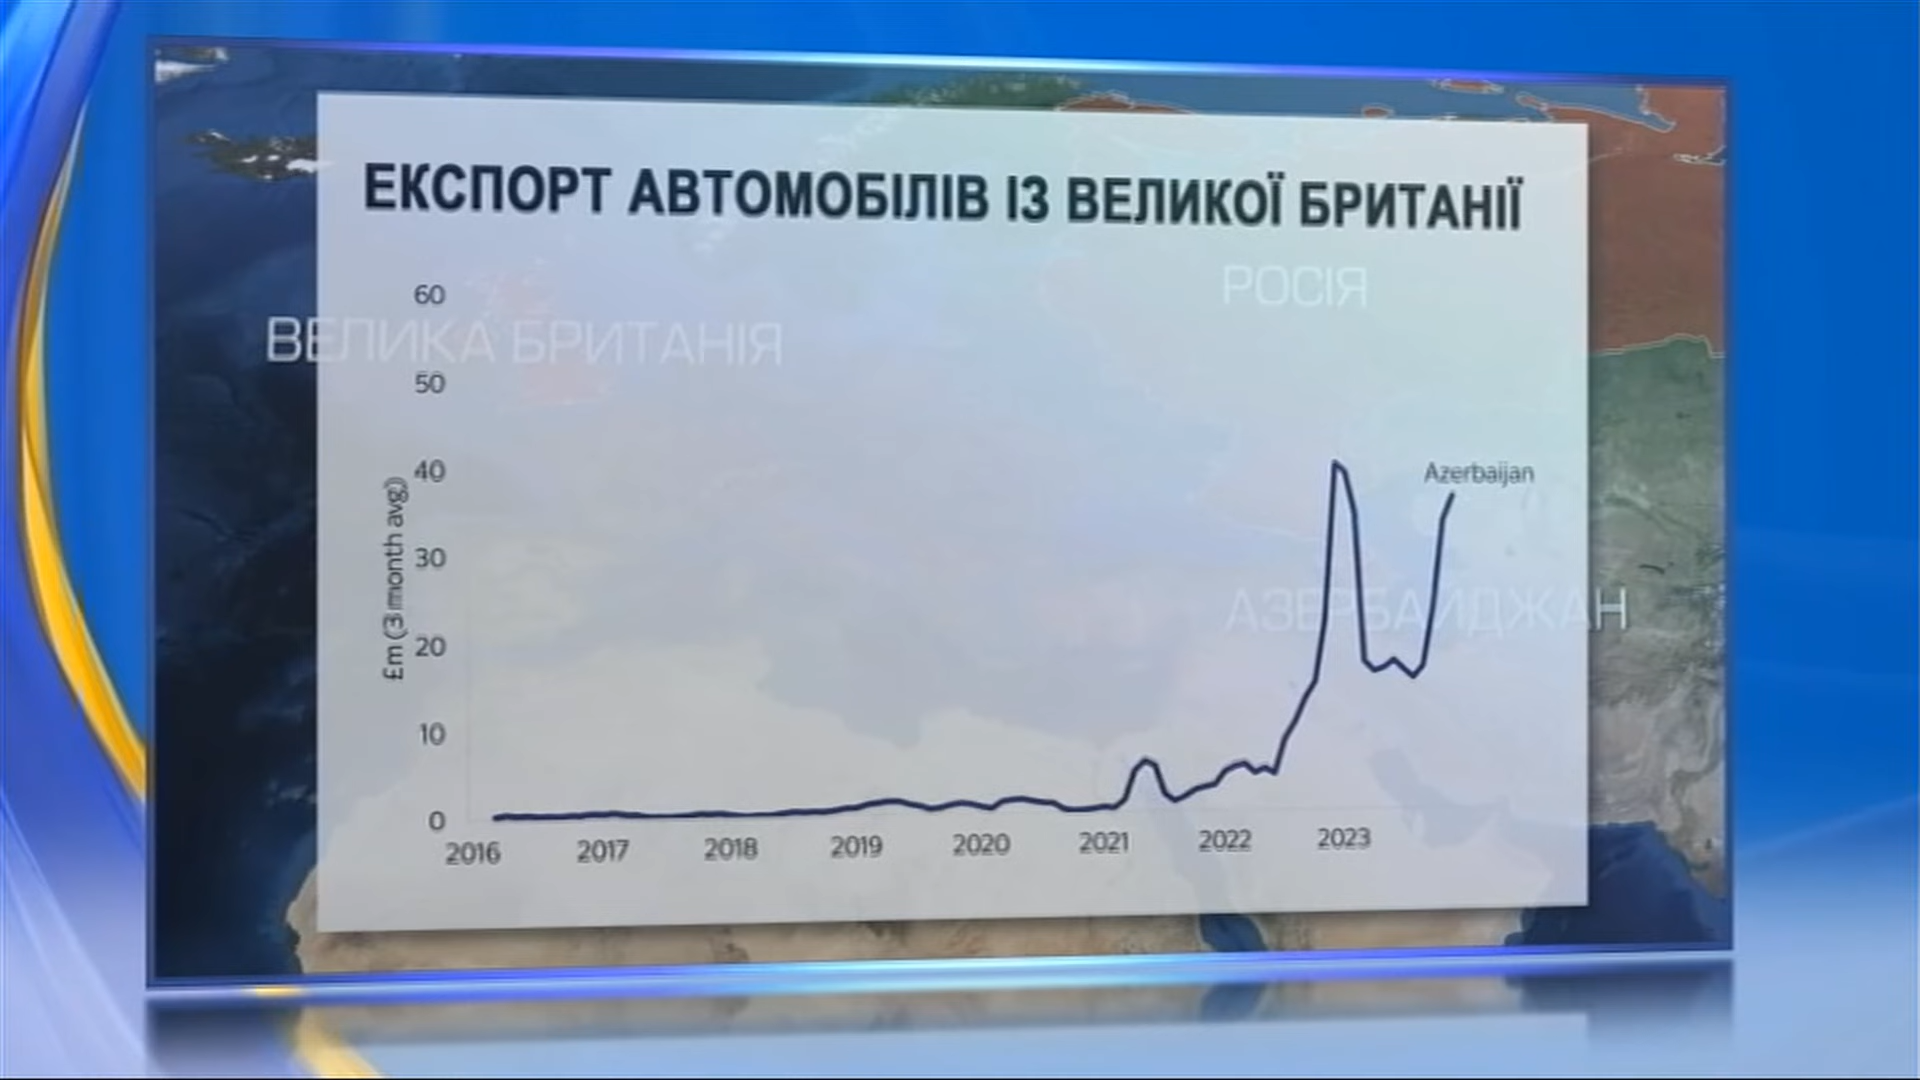 ЕКСПОРТ АВТОМОБІЛІВ ІЗ ВЕЛИКОЇ БРИТАНІЇ
РОСІЯ
60
ВЕЛИКА БРИТАНІЯ
50
40
Azerbaijan
£m (3 month avg)
30
АЗЕРБАЙДЖАН
20
10
0
2016 2017 2018 2019 2020 2021 2022 2023